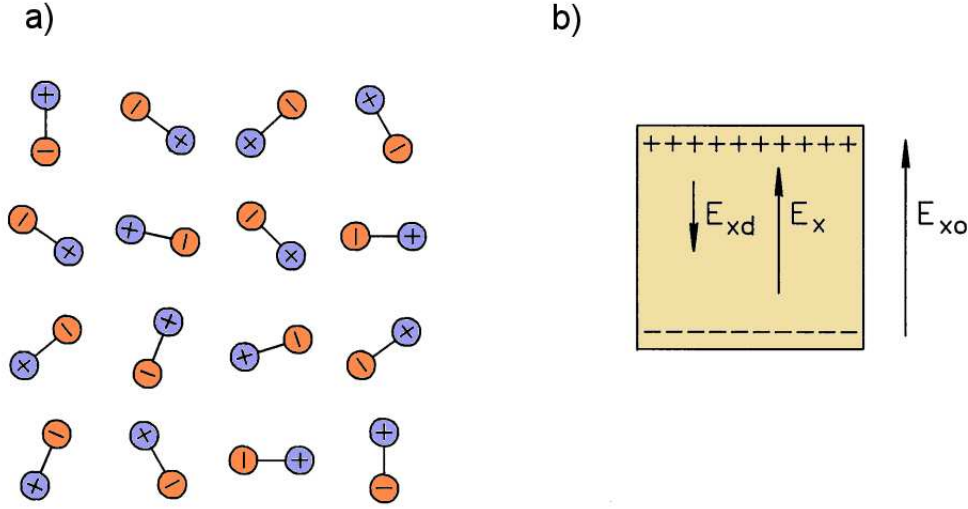 a)
b)
+ + + + + + + + + +
E_xd
E_x
E_xo
− − − − − − − − − − −